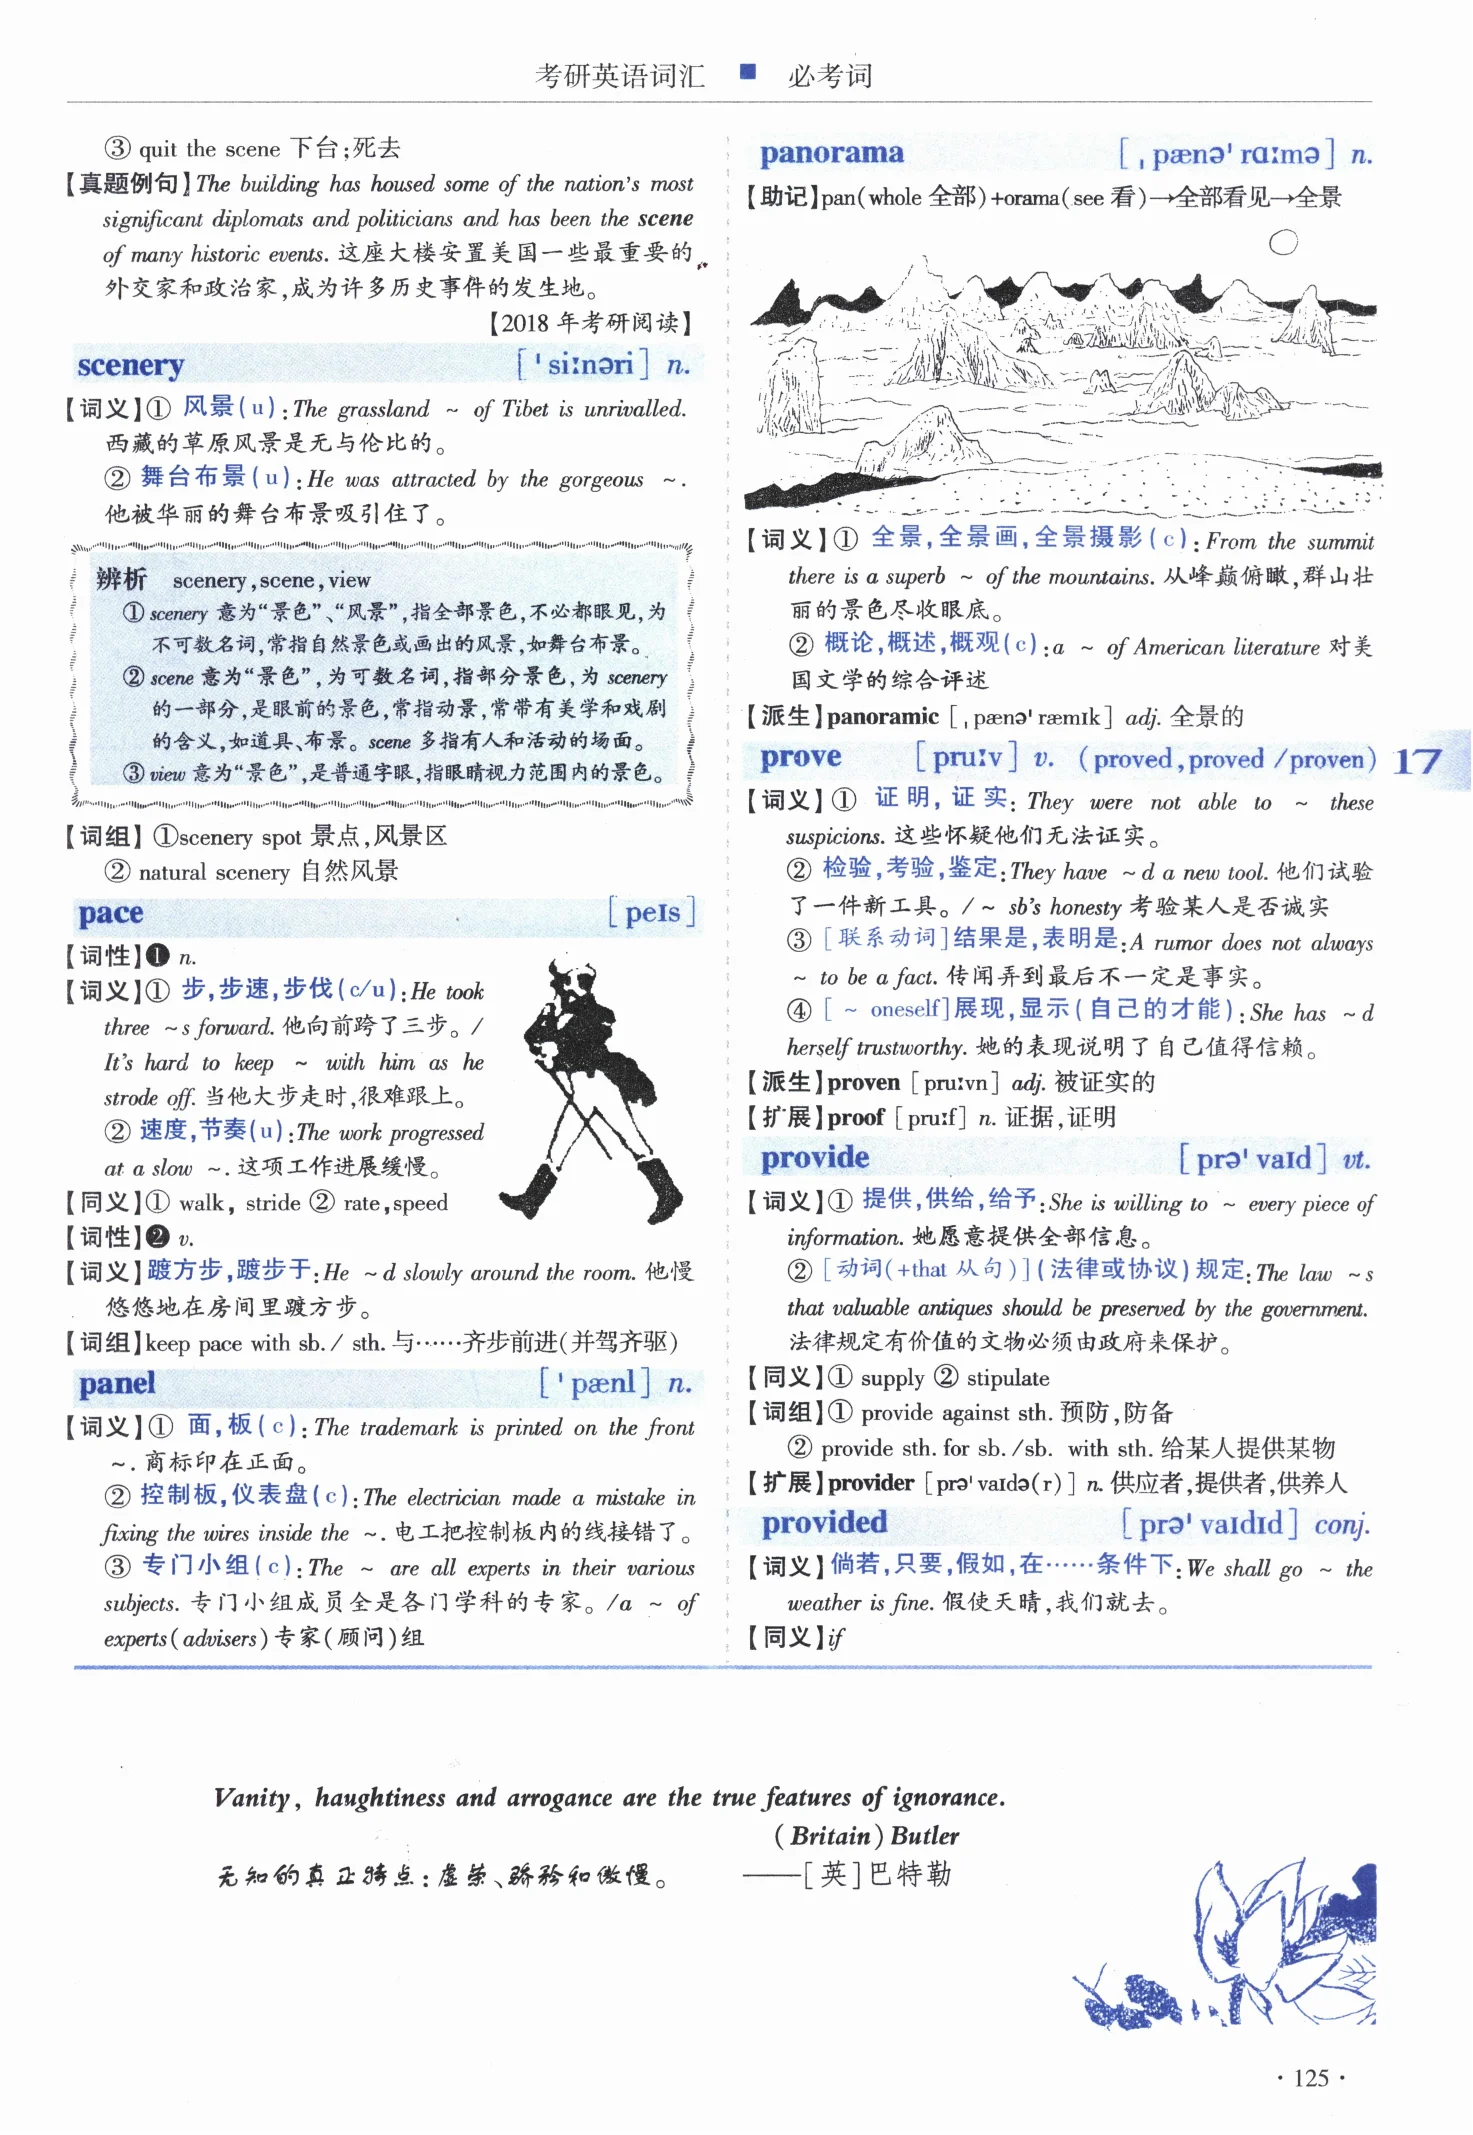 考研英语词汇 ■ 必考词
③ quit the scene 下台;死去
【真题例句】The building has housed some of the nation's most
significant diplomats and politicians and has been the scene
of many historic events. 这座大楼安置美国一些最重要的
外交家和政治家,成为许多历史事件的发生地。
【2018 年考研阅读】
scenery [ˈsiːnəri] n.
【词义】① 风景(u):The grassland ~ of Tibet is unrivalled.
西藏的草原风景是无与伦比的。
② 舞台布景(u):He was attracted by the gorgeous ~.
他被华丽的舞台布景吸引住了。
辨析 scenery,scene,view
① scenery 意为“景色”、“风景”,指全部景色,不必都眼见,为
不可数名词,常指自然景色或画出的风景,如舞台布景。
② scene 意为“景色”,为可数名词,指部分景色,为 scenery
的一部分,是眼前的景色,常指动景,常带有美学和戏剧
的含义,如道具、布景。scene 多指有人和活动的场面。
③ view 意为“景色”,是普通字眼,指眼睛视力范围内的景色。
【词组】①scenery spot 景点,风景区
② natural scenery 自然风景
pace [peɪs]
【词性】❶ n.
【词义】① 步,步速,步伐(c/u):He took
three ~s forward. 他向前跨了三步。/
It's hard to keep ~ with him as he
strode off. 当他大步走时,很难跟上。
② 速度,节奏(u):The work progressed
at a slow ~. 这项工作进展缓慢。
【同义】① walk, stride ② rate,speed
【词性】❷ v.
【词义】踱方步,踱步于:He ~d slowly around the room. 他慢
悠悠地在房间里踱方步。
【词组】keep pace with sb./ sth. 与……齐步前进(并驾齐驱)
panel [ˈpænl] n.
【词义】① 面,板(c):The trademark is printed on the front
~. 商标印在正面。
② 控制板,仪表盘(c):The electrician made a mistake in
fixing the wires inside the ~. 电工把控制板内的线接错了。
③ 专门小组(c):The ~ are all experts in their various
subjects. 专门小组成员全是各门学科的专家。/a ~ of
experts(advisers)专家(顾问)组
panorama [ˌpænəˈrɑːmə] n.
【助记】pan(whole 全部)+orama(see 看)→全部看见→全景
【词义】① 全景,全景画,全景摄影(c):From the summit
there is a superb ~ of the mountains. 从峰巅俯瞰,群山壮
丽的景色尽收眼底。
② 概论,概述,概观(c):a ~ of American literature 对美
国文学的综合评述
【派生】panoramic [ˌpænəˈræmɪk] adj. 全景的
prove [pruːv] v. (proved,proved /proven)
17
【词义】① 证明,证实: They were not able to ~ these
suspicions. 这些怀疑他们无法证实。
② 检验,考验,鉴定:They have ~d a new tool. 他们试验
了一件新工具。/ ~ sb's honesty 考验某人是否诚实
③ [联系动词]结果是,表明是:A rumor does not always
~ to be a fact. 传闻弄到最后不一定是事实。
④ [ ~ oneself]展现,显示(自己的才能):She has ~d
herself trustworthy. 她的表现说明了自己值得信赖。
【派生】proven [pruːvn] adj. 被证实的
【扩展】proof [pruːf] n. 证据,证明
provide [prəˈvaɪd] vt.
【词义】① 提供,供给,给予:She is willing to ~ every piece of
information. 她愿意提供全部信息。
② [动词(+that 从句)](法律或协议)规定:The law ~s
that valuable antiques should be preserved by the government.
法律规定有价值的文物必须由政府来保护。
【同义】① supply ② stipulate
【词组】① provide against sth. 预防,防备
② provide sth. for sb./sb. with sth. 给某人提供某物
【扩展】provider [prəˈvaɪdə(r)] n. 供应者,提供者,供养人
provided [prəˈvaɪdɪd] conj.
【词义】倘若,只要,假如,在……条件下:We shall go ~ the
weather is fine. 假使天晴,我们就去。
【同义】if
Vanity, haughtiness and arrogance are the true features of ignorance.
(Britain) Butler
无知的真正特点:虚荣、骄矜和傲慢。 ——[英]巴特勒
· 125 ·